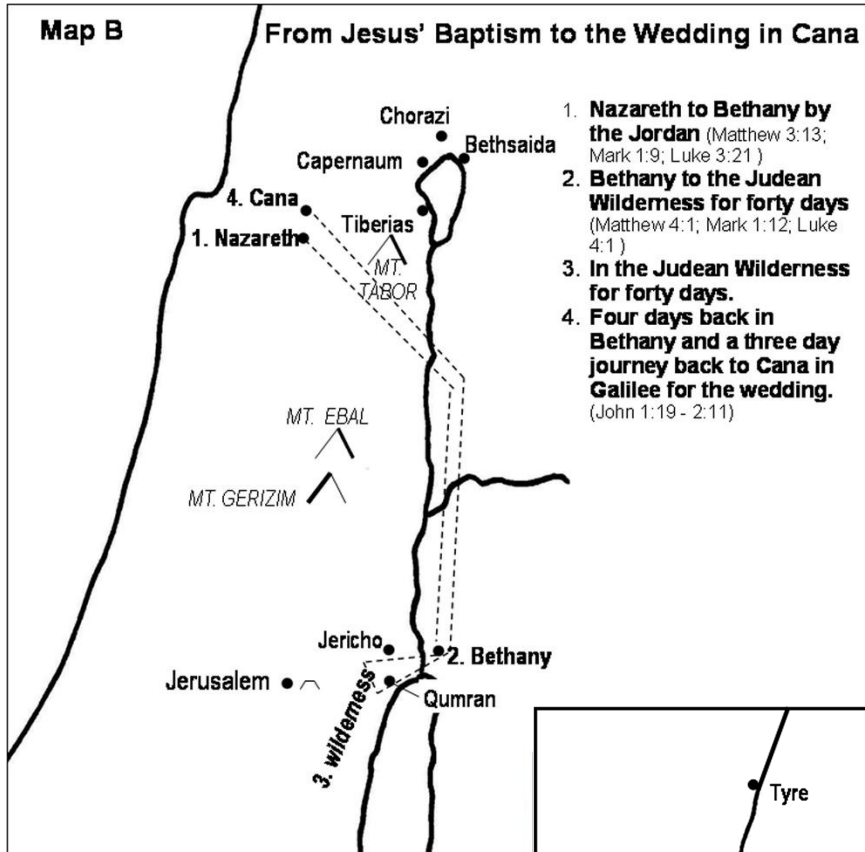 Map B
From Jesus’ Baptism to the Wedding in Cana
1. Nazareth to Bethany by
the Jordan (Matthew 3:13;
Mark 1:9; Luke 3:21 )
2. Bethany to the Judean
Wilderness for forty days
(Matthew 4:1; Mark 1:12; Luke
4:1 )
3. In the Judean Wilderness
for forty days.
4. Four days back in
Bethany and a three day
journey back to Cana in
Galilee for the wedding.
(John 1:19 - 2:11)
Chorazi
Bethsaida
Capernaum
4. Cana
Tiberias
1. Nazareth
MT.
TABOR
MT. EBAL
MT. GERIZIM
Jericho
2. Bethany
Jerusalem
Qumran
3. wilderness
Tyre